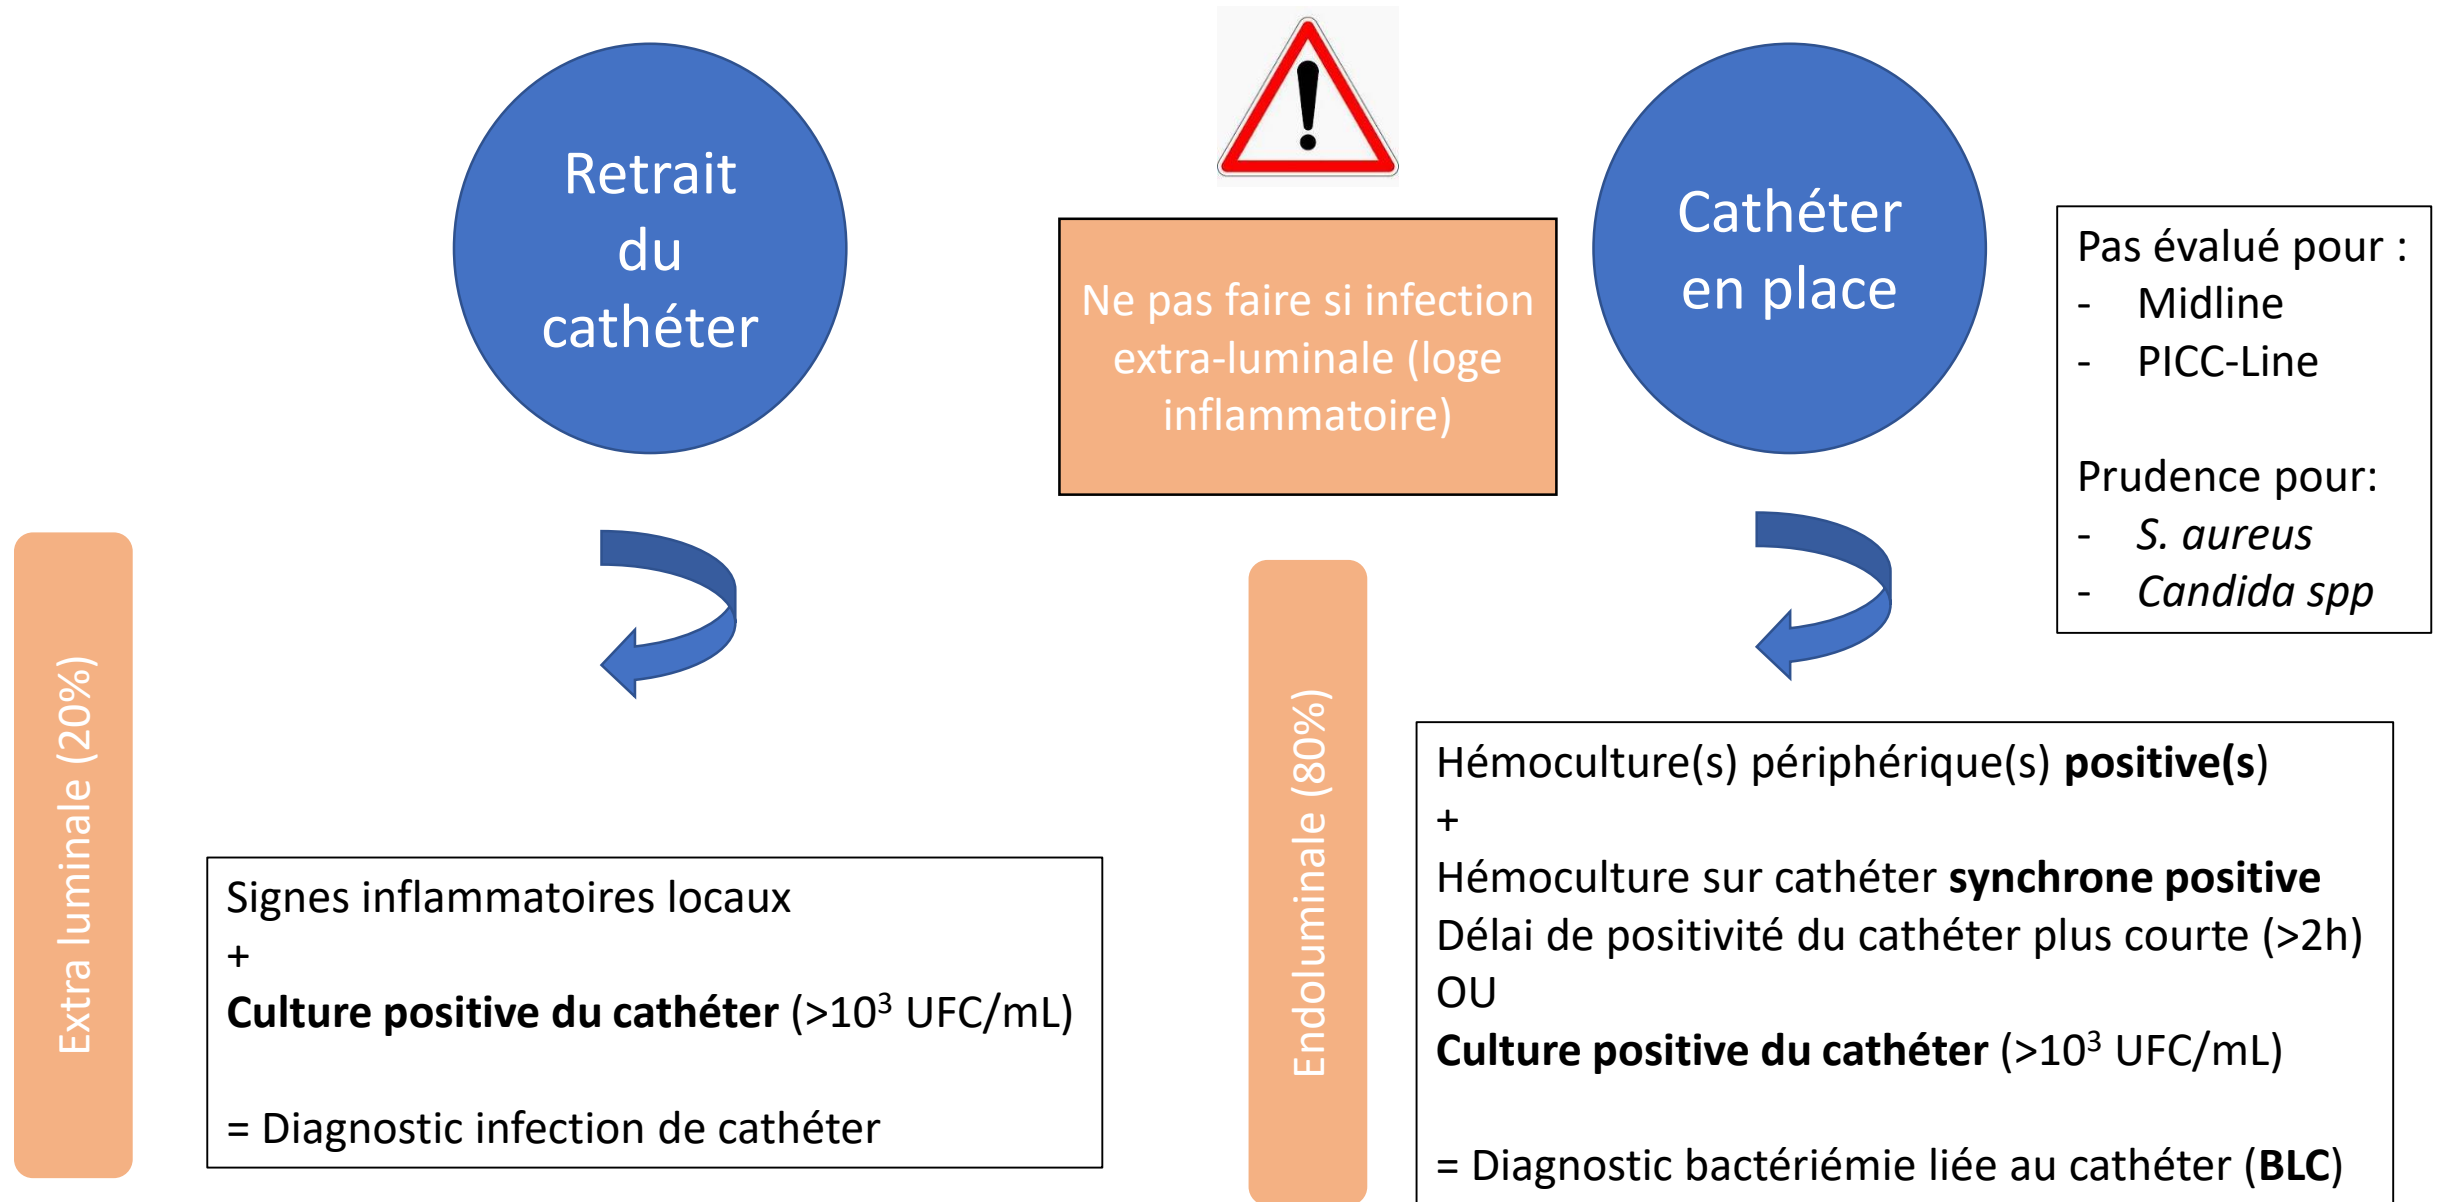 Retrait
du
cathéter
Ne pas faire si infection
extra-luminale (loge
inflammatoire)
Cathéter
en place
Pas évalué pour :
- Midline
- PICC-Line
Prudence pour:
- S. aureus
- Candida spp
Extra luminale (20%)
Signes inflammatoires locaux
+
Culture positive du cathéter (>10³ UFC/mL)
= Diagnostic infection de cathéter
Endoluminale (80%)
Hémoculture(s) périphérique(s) positive(s)
+
Hémoculture sur cathéter synchrone positive
Délai de positivité du cathéter plus courte (>2h)
OU
Culture positive du cathéter (>10³ UFC/mL)
= Diagnostic bactériémie liée au cathéter (BLC)